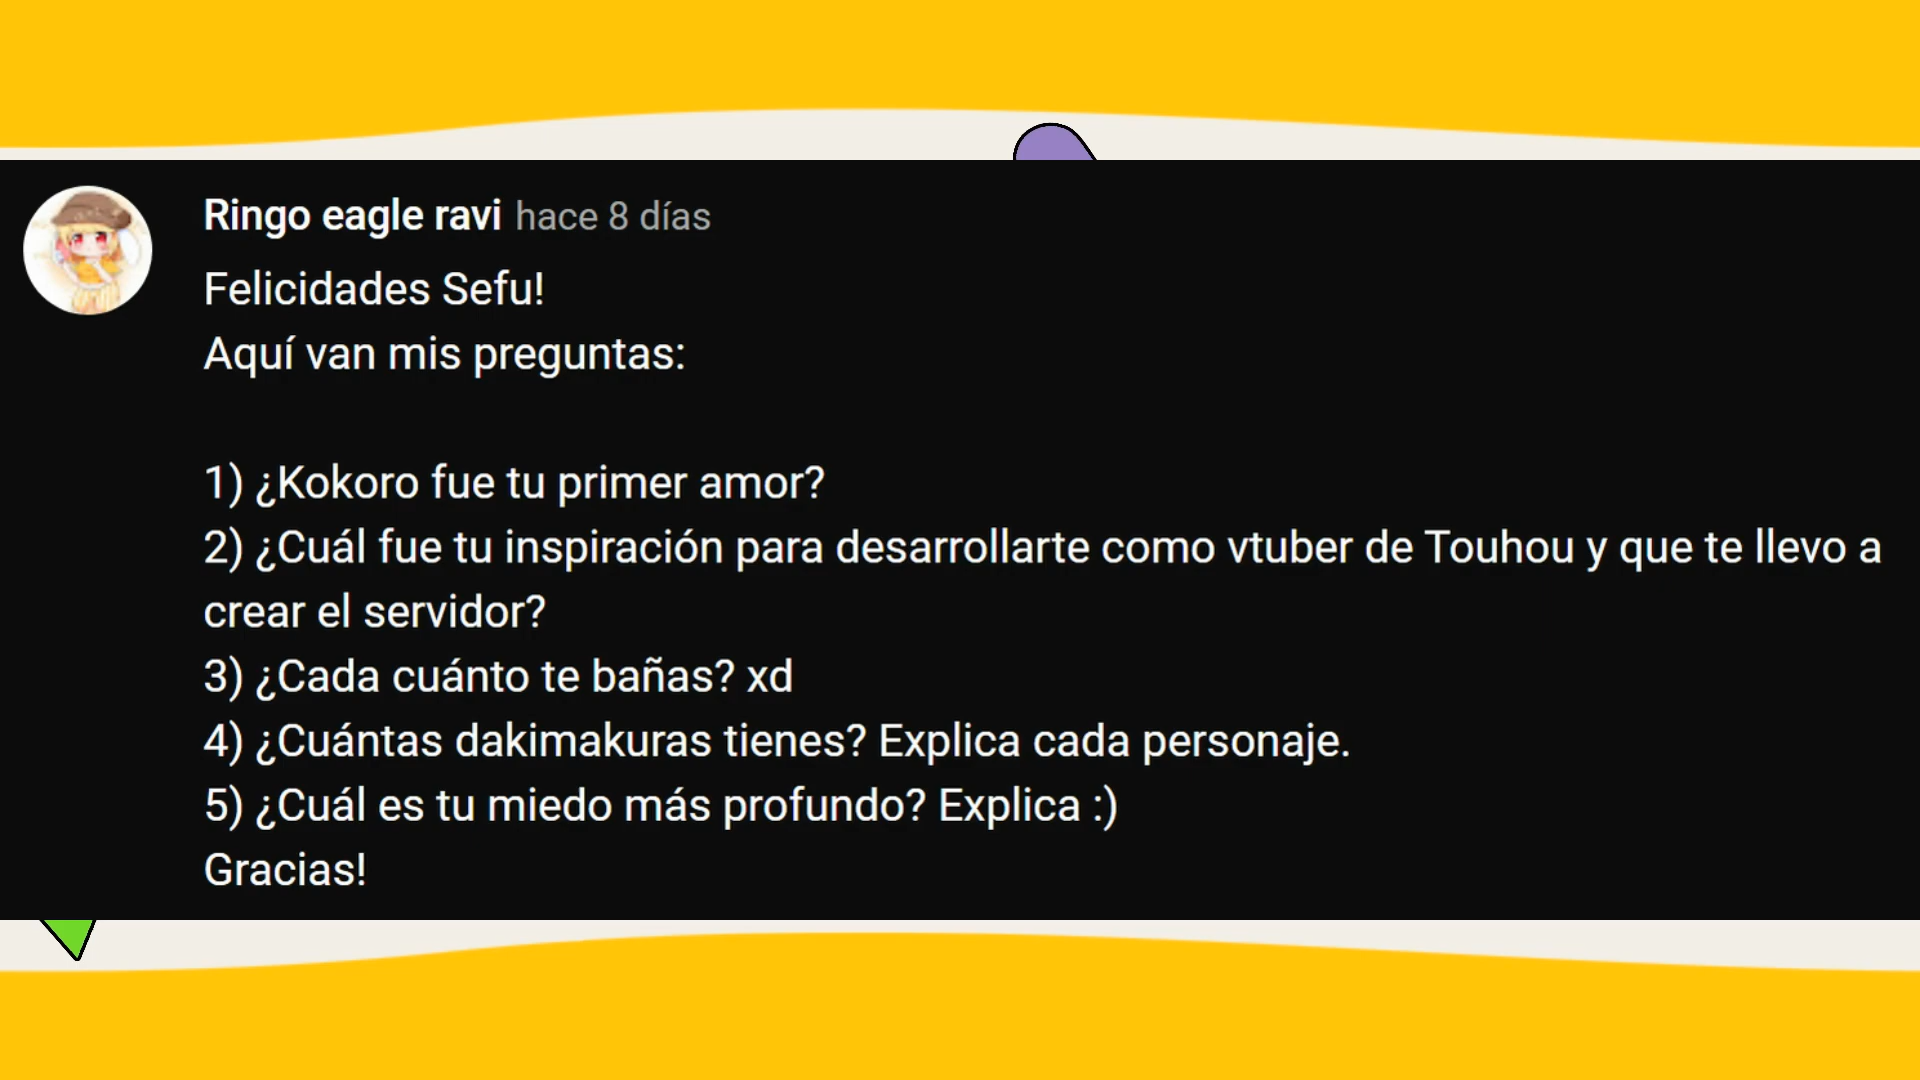 Ringo eagle ravi hace 8 días
Felicidades Sefu!
Aquí van mis preguntas:
1) ¿Kokoro fue tu primer amor?
2) ¿Cuál fue tu inspiración para desarrollarte como vtuber de Touhou y que te llevo a
crear el servidor?
3) ¿Cada cuánto te bañas? xd
4) ¿Cuántas dakimakuras tienes? Explica cada personaje.
5) ¿Cuál es tu miedo más profundo? Explica :)
Gracias!